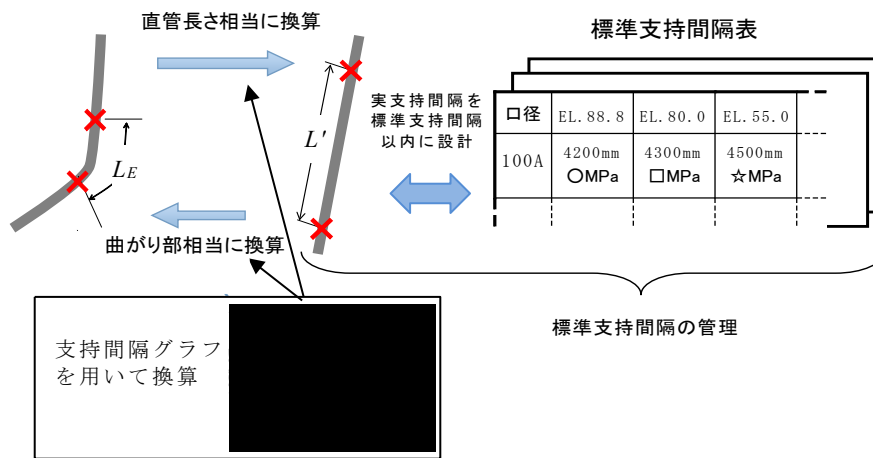 直管長さ相当に換算
標準支持間隔表
実支持間隔を
標準支持間隔
以内に設計
口径 EL.88.8 EL.80.0 EL.55.0
100A 4200mm 4300mm 4500mm
○MPa □MPa ☆MPa
L'
LE
曲がり部相当に換算
標準支持間隔の管理
支持間隔グラフ
を用いて換算